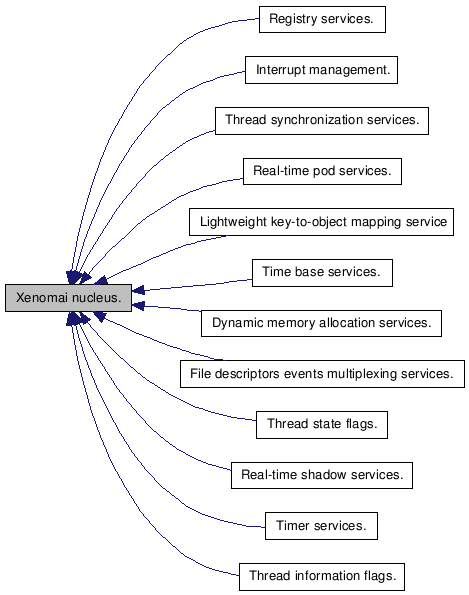 Registry services.
Interrupt management.
Thread synchronization services.
Real-time pod services.
Lightweight key-to-object mapping service
Time base services.
Xenomai nucleus.
Dynamic memory allocation services.
File descriptors events multiplexing services.
Thread state flags.
Real-time shadow services.
Timer services.
Thread information flags.